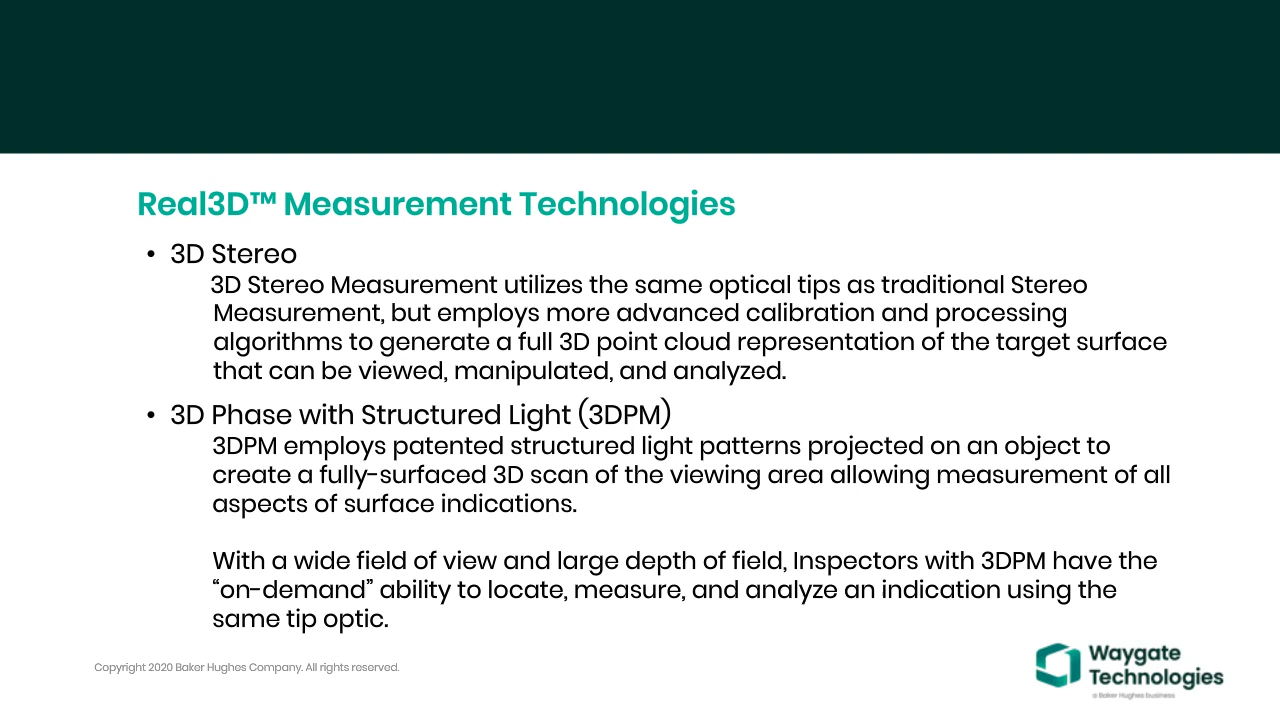 Real3D™ Measurement Technologies
• 3D Stereo
3D Stereo Measurement utilizes the same optical tips as traditional Stereo
Measurement, but employs more advanced calibration and processing
algorithms to generate a full 3D point cloud representation of the target surface
that can be viewed, manipulated, and analyzed.
• 3D Phase with Structured Light (3DPM)
3DPM employs patented structured light patterns projected on an object to
create a fully-surfaced 3D scan of the viewing area allowing measurement of all
aspects of surface indications.
With a wide field of view and large depth of field, Inspectors with 3DPM have the
“on-demand” ability to locate, measure, and analyze an indication using the
same tip optic.
Copyright 2020 Baker Hughes Company. All rights reserved.
Waygate
Technologies
a Baker Hughes business